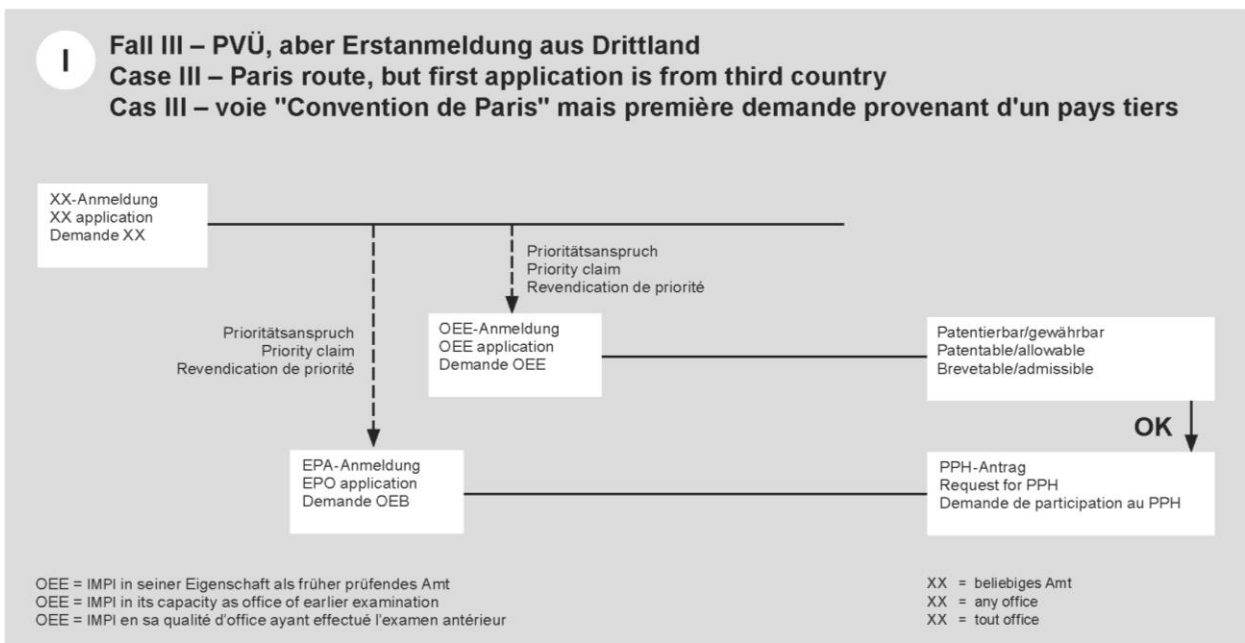 I
Fall III – PVÜ, aber Erstanmeldung aus Drittland
Case III – Paris route, but first application is from third country
Cas III – voie "Convention de Paris" mais première demande provenant d'un pays tiers
XX-Anmeldung
XX application
Demande XX
Prioritätsanspruch
Priority claim
Revendication de priorité
Prioritätsanspruch
Priority claim
Revendication de priorité
OEE-Anmeldung
OEE application
Demande OEE
Patentierbar/gewährbar
Patentable/allowable
Brevetable/admissible
OK
EPA-Anmeldung
EPO application
Demande OEB
PPH-Antrag
Request for PPH
Demande de participation au PPH
OEE = IMPI in seiner Eigenschaft als früher prüfendes Amt
OEE = IMPI in its capacity as office of earlier examination
OEE = IMPI en sa qualité d'office ayant effectué l'examen antérieur
XX = beliebiges Amt
XX = any office
XX = tout office